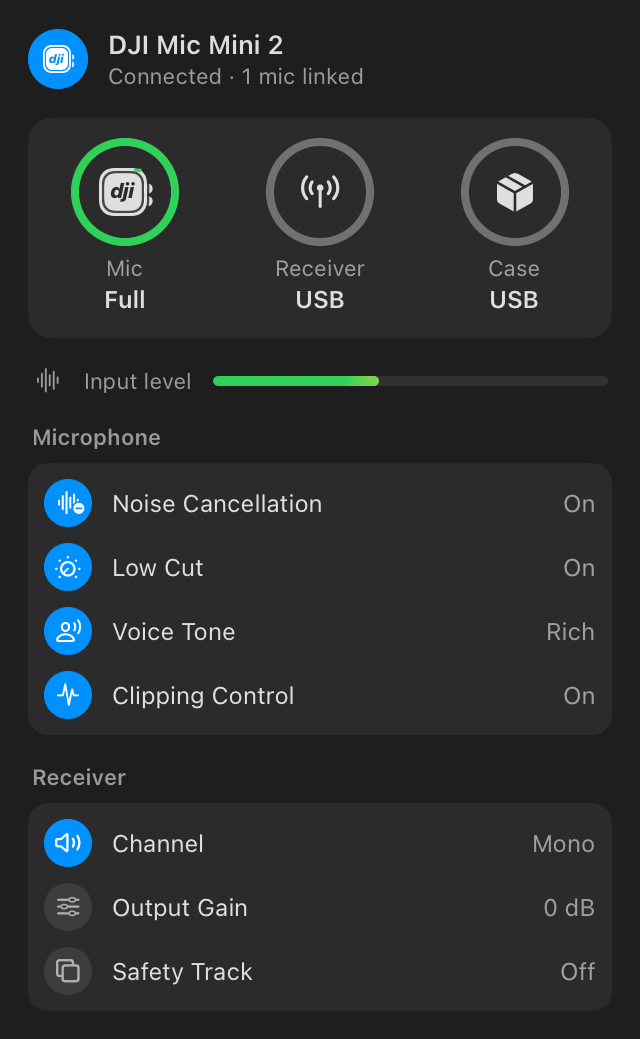 dji
DJI Mic Mini 2
Connected · 1 mic linked
dji
Mic
Full
Receiver
USB
Case
USB
Input level
Microphone
Noise Cancellation On
Low Cut On
Voice Tone Rich
Clipping Control On
Receiver
Channel Mono
Output Gain 0 dB
Safety Track Off